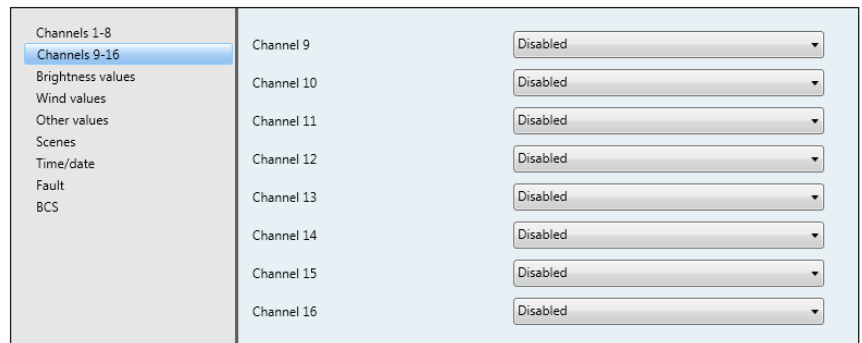 Channels 1-8
Channels 9-16
Brightness values
Wind values
Other values
Scenes
Time/date
Fault
BCS
Channel 9 Disabled
Channel 10 Disabled
Channel 11 Disabled
Channel 12 Disabled
Channel 13 Disabled
Channel 14 Disabled
Channel 15 Disabled
Channel 16 Disabled